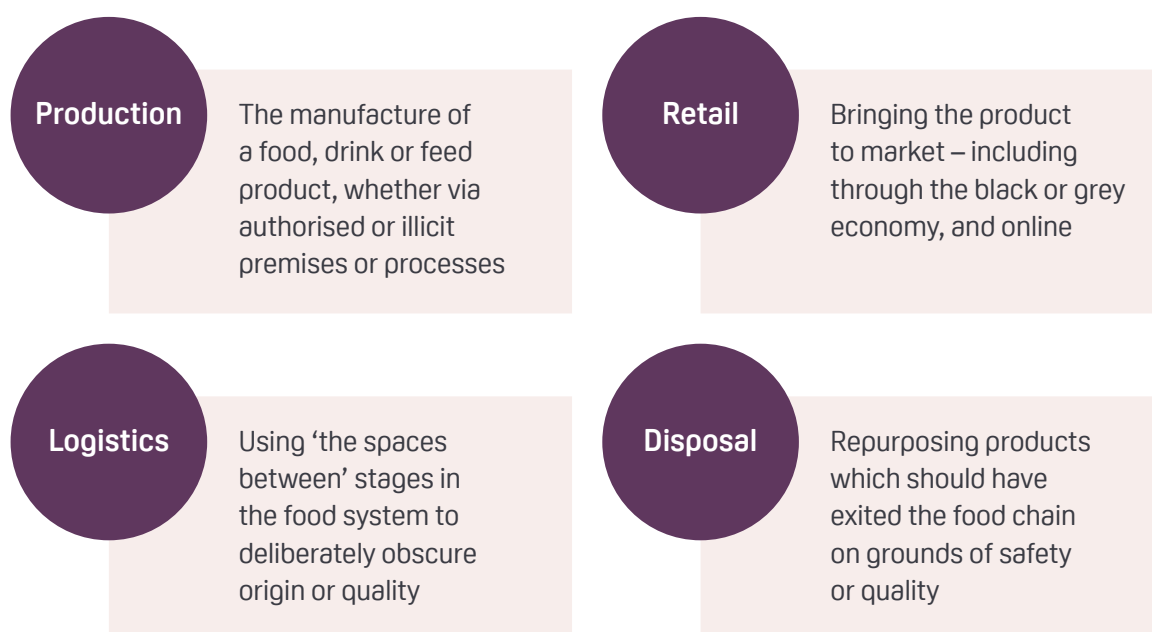 Production
The manufacture of
a food, drink or feed
product, whether via
authorised or illicit
premises or processes
Retail
Bringing the product
to market – including
through the black or grey
economy, and online
Logistics
Using ‘the spaces
between’ stages in
the food system to
deliberately obscure
origin or quality
Disposal
Repurposing products
which should have
exited the food chain
on grounds of safety
or quality